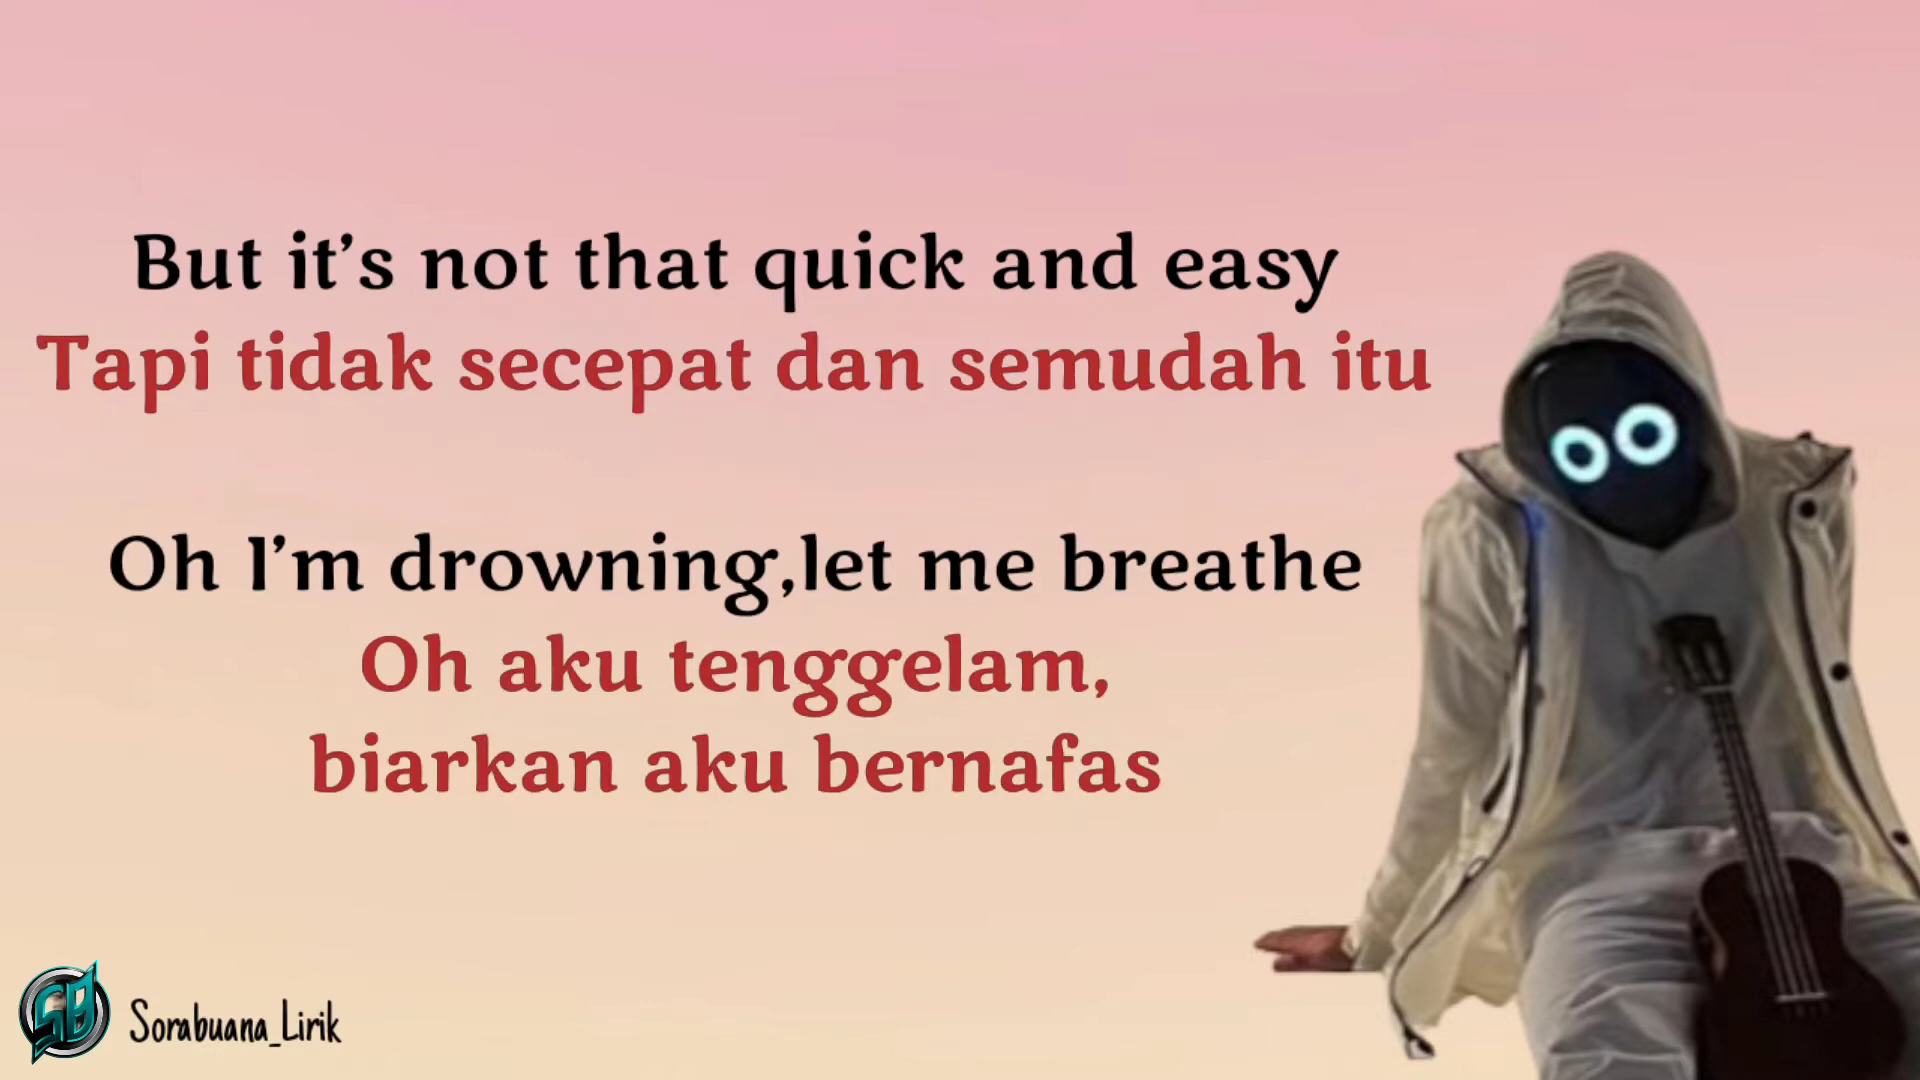 But it's not that quick and easy
Tapi tidak secepat dan semudah itu
Oh I'm drowning,let me breathe
Oh aku tenggelam,
biarkan aku bernafas
SB
Sorabuana_Lirik